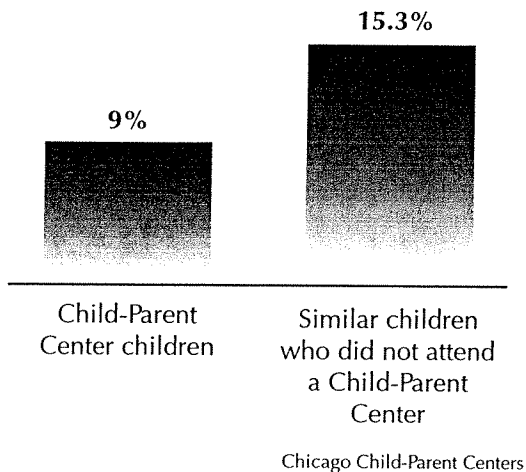 15.3%
9%
Child-Parent
Center children
Similar children
who did not attend
a Child-Parent
Center
Chicago Child-Parent Centers